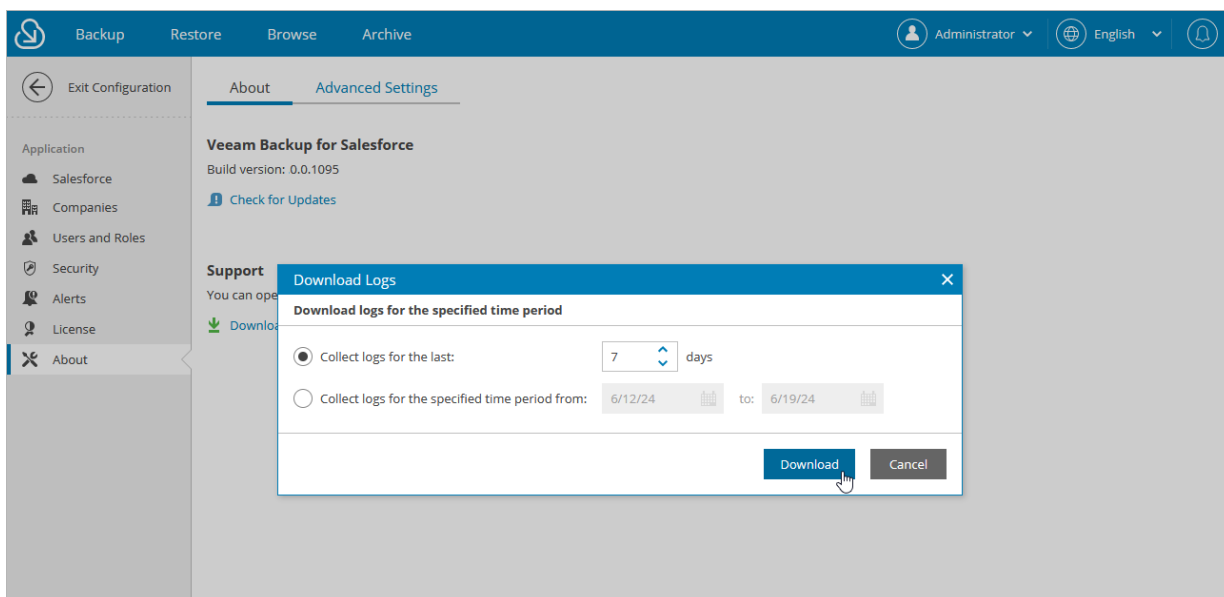 Backup Restore Browse Archive Administrator English
Exit Configuration
About Advanced Settings
Application
Salesforce
Companies
Users and Roles
Security
Alerts
License
About
Veeam Backup for Salesforce
Build version: 0.0.1095
Check for Updates
Support
You can ope
Downloa
Download Logs
Download logs for the specified time period
Collect logs for the last: 7 days
Collect logs for the specified time period from: 6/12/24 to: 6/19/24
Download Cancel